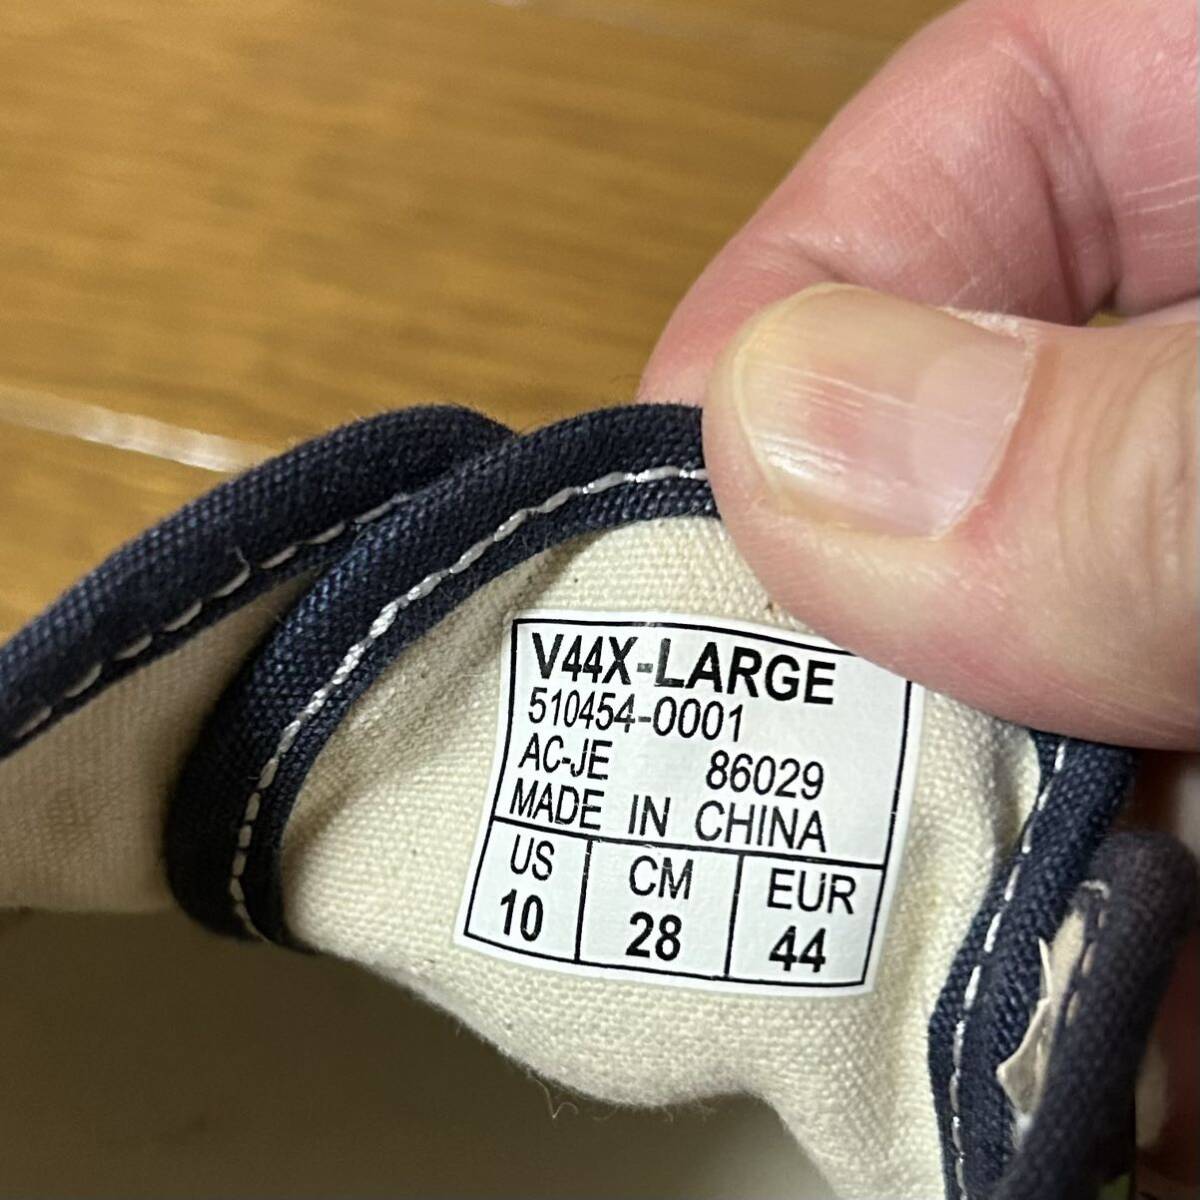 V44X-LARGE
510454-0001
AC-JE 86029
MADE IN CHINA
US CM EUR
10 28 44